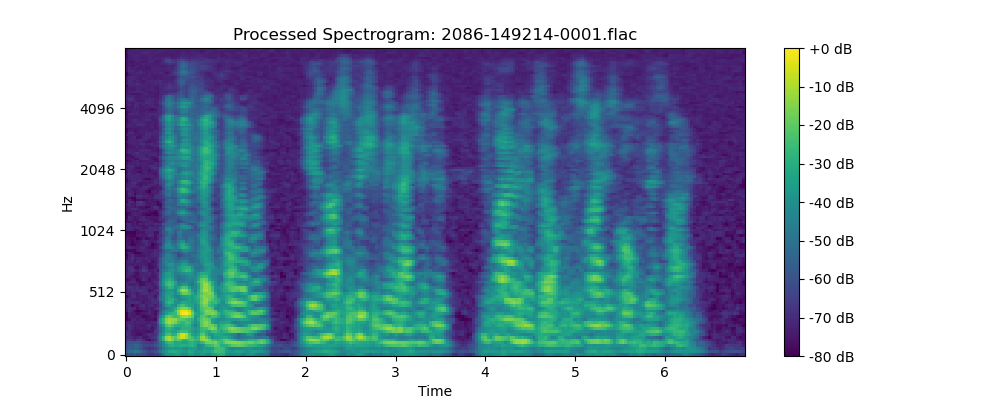 Processed Spectrogram: 2086-149214-0001.flac
4096
2048
1024
512
0
Hz
0 1 2 3 4 5 6
Time
+0 dB
-10 dB
-20 dB
-30 dB
-40 dB
-50 dB
-60 dB
-70 dB
-80 dB